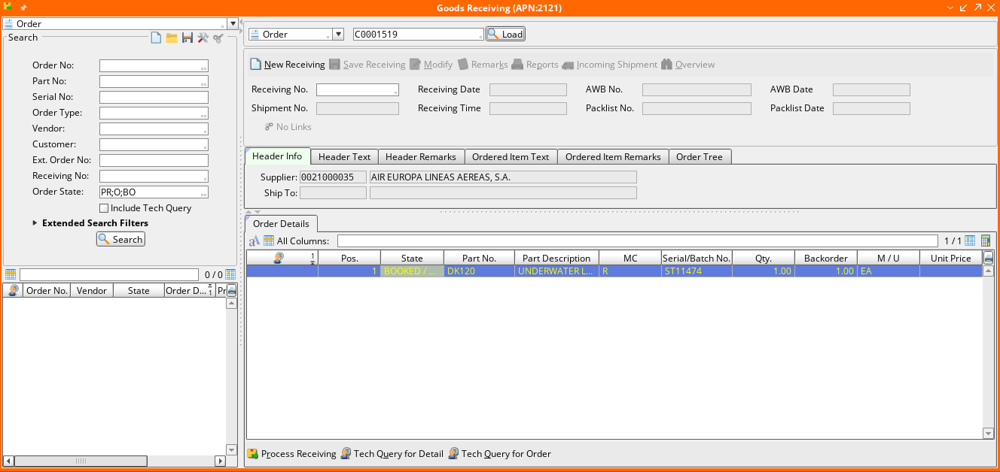 Goods Receiving (APN:2121)
Order
Search
Order No:
Part No:
Serial No:
Order Type:
Vendor:
Customer:
Ext. Order No:
Receiving No:
Order State: PR;O;BO
Include Tech Query
Extended Search Filters
Search
0 / 0
Order No. Vendor State Order D... 1 Pr
Order C0001519 Load
New Receiving Save Receiving Modify Remarks Reports Incoming Shipment Overview
Receiving No. Receiving Date AWB No. AWB Date
Shipment No. Receiving Time Packlist No. Packlist Date
No Links
Header Info Header Text Header Remarks Ordered Item Text Ordered Item Remarks Order Tree
Supplier: 0021000035 AIR EUROPA LINEAS AEREAS, S.A.
Ship To:
Order Details
All Columns: 1 / 1
1 Pos. State Part No. Part Description MC Serial/Batch No. Qty. Backorder M / U Unit Price
1 BOOKED / ... DK120 UNDERWATER L... R ST11474 1.00 1.00 EA
Process Receiving Tech Query for Detail Tech Query for Order